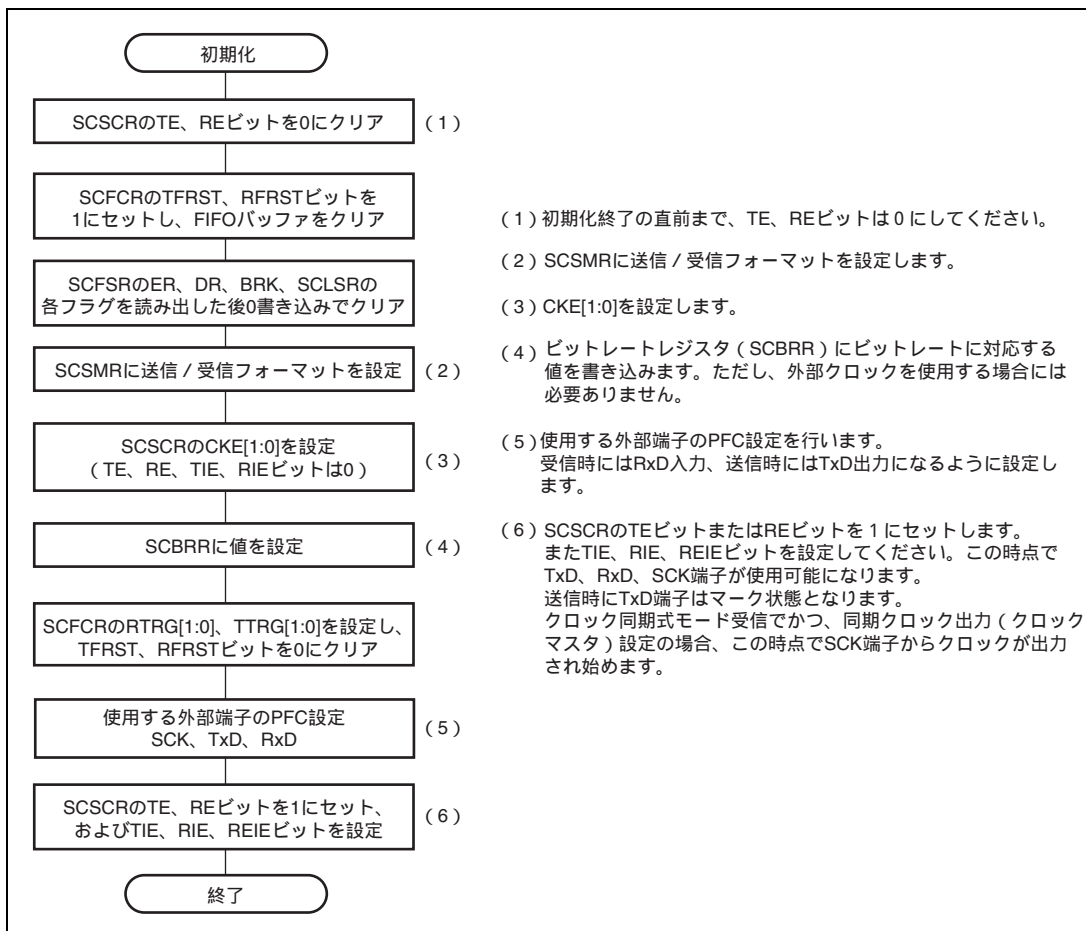 初期化
SCSCRのTE、REビットを0にクリア
(1)
SCFCRのTFRST、RFRSTビットを
1にセットし、FIFOバッファをクリア
SCFSRのER、DR、BRK、SCLSRの
各フラグを読み出した後0書き込みでクリア
SCSMRに送信/受信フォーマットを設定
(2)
SCSCRのCKE[1:0]を設定
(TE、RE、TIE、RIEビットは0)
(3)
SCBRRに値を設定
(4)
SCFCRのRTRG[1:0]、TTRG[1:0]を設定し、
TFRST、RFRSTビットを0にクリア
使用する外部端子のPFC設定
SCK、TxD、RxD
(5)
SCSCRのTE、REビットを1にセット、
およびTIE、RIE、REIEビットを設定
(6)
終了
(1)初期化終了の直前まで、TE、REビットは0にしてください。
(2)SCSMRに送信/受信フォーマットを設定します。
(3)CKE[1:0]を設定します。
(4)ビットレートレジスタ(SCBRR)にビットレートに対応する
値を書き込みます。ただし、外部クロックを使用する場合には
必要ありません。
(5)使用する外部端子のPFC設定を行います。
受信時にはRxD入力、送信時にはTxD出力になるように設定し
ます。
(6)SCSCRのTEビットまたはREビットを1にセットします。
またTIE、RIE、REIEビットを設定してください。この時点で
TxD、RxD、SCK端子が使用可能になります。
送信時にTxD端子はマーク状態となります。
クロック同期式モード受信でかつ、同期クロック出力(クロック
マスタ)設定の場合、この時点でSCK端子からクロックが出力
され始めます。